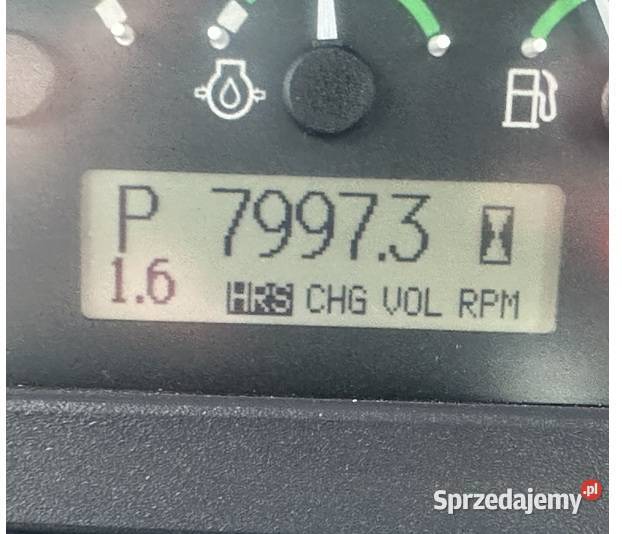 P 7997.3
1.6 HRS CHG VOL RPM
Sprzedajemy.pl